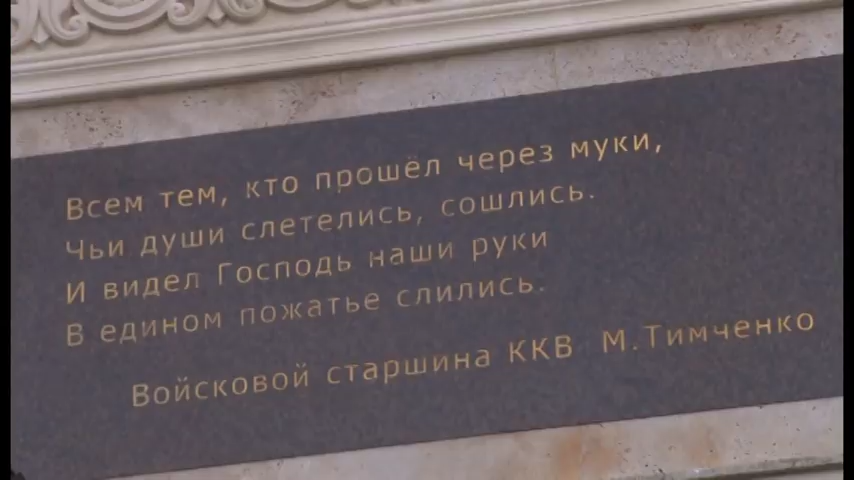 Всем тем, кто прошёл через муки,
Чьи души слетелись, сошлись.
И видел Господь наши руки
В едином пожатье слились.
Войсковой старшина ККВ М.Тимченко